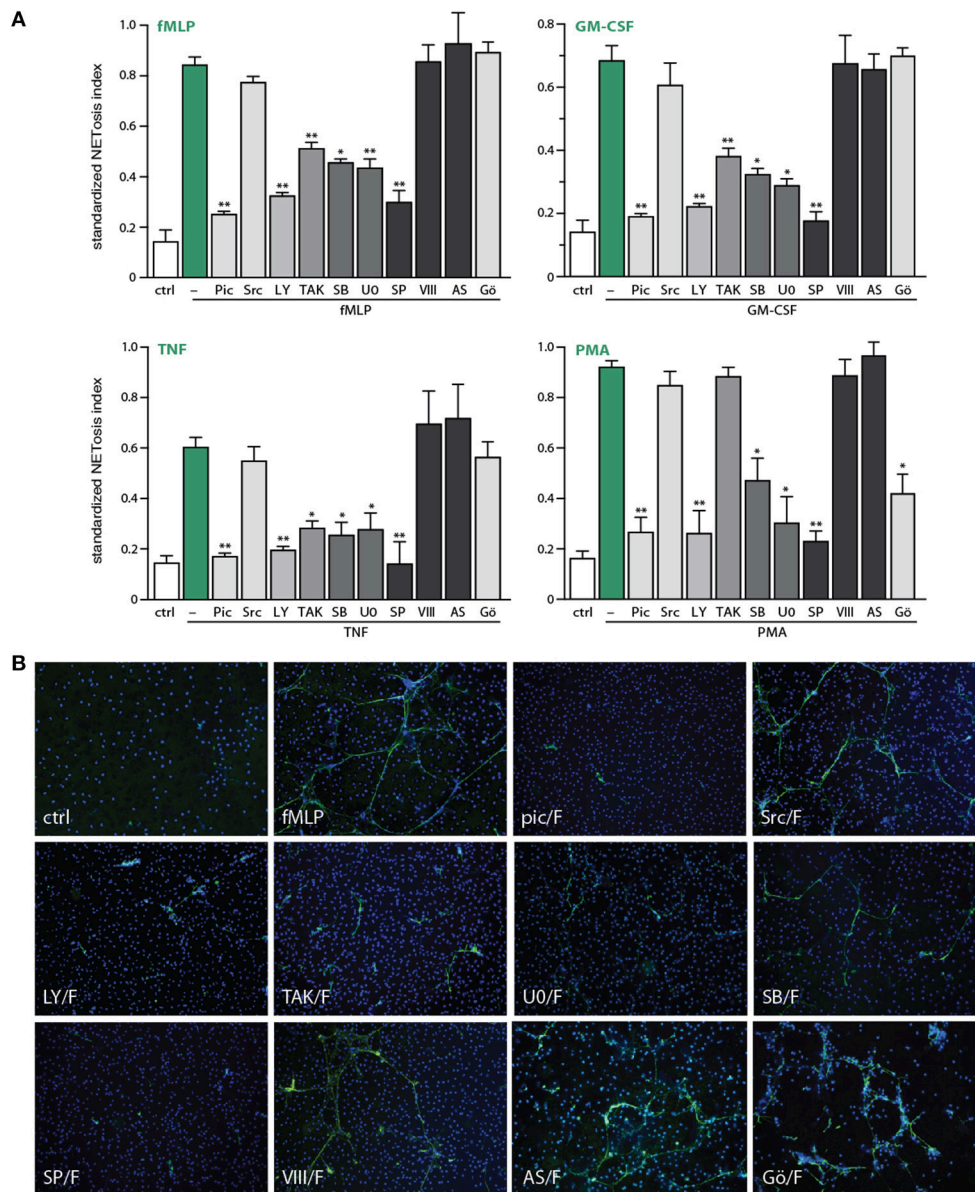 A
fMLP
standardized NETosis index
1.0
0.8
0.6
0.4
0.2
0
** ** ** * ** **
ctrl – Pic Src LY TAK SB U0 SP VIII AS Gö
fMLP
GM-CSF
0.8
0.6
0.4
0.2
0
** ** ** * * **
ctrl – Pic Src LY TAK SB U0 SP VIII AS Gö
GM-CSF
TNF
standardized NETosis index
1.0
0.8
0.6
0.4
0.2
0
** ** * * * **
ctrl – Pic Src LY TAK SB U0 SP VIII AS Gö
TNF
PMA
1.0
0.8
0.6
0.4
0.2
0
** ** * * ** *
ctrl – Pic Src LY TAK SB U0 SP VIII AS Gö
PMA
B
ctrl
fMLP
pic/F
Src/F
LY/F
TAK/F
U0/F
SB/F
SP/F
VIII/F
AS/F
Gö/F